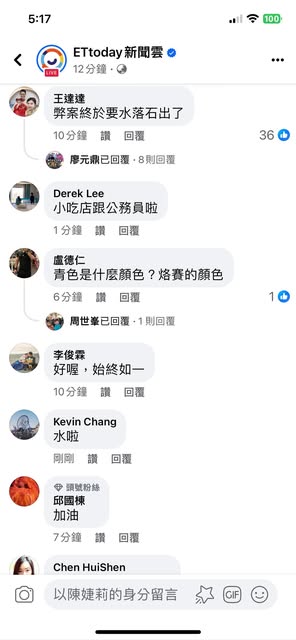 5:17
100
ETtoday新聞雲
LIVE
12分鐘
王達達
弊案終於要水落石出了
10分鐘 讚 回覆 36
廖元鼎已回覆 · 8則回覆
Derek Lee
小吃店跟公務員啦
1分鐘 讚 回覆
盧德仁
青色是什麼顏色？烙賽的顏色
6分鐘 讚 回覆 1
周世峯已回覆 · 1則回覆
李俊霖
好喔，始終如一
10分鐘 讚 回覆
Kevin Chang
水啦
剛剛 讚 回覆
頭號粉絲
邱國棟
加油
7分鐘 讚 回覆
Chen HuiShen
以陳婕莉的身分留言
GIF